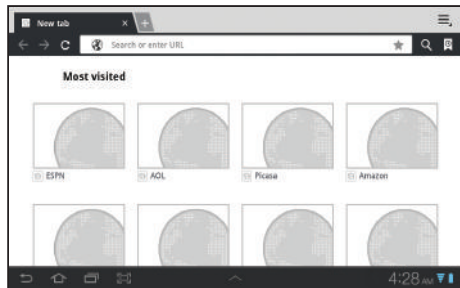 New tab
Search or enter URL
Most visited
ESPN AOL Picasa Amazon
4:28 AM